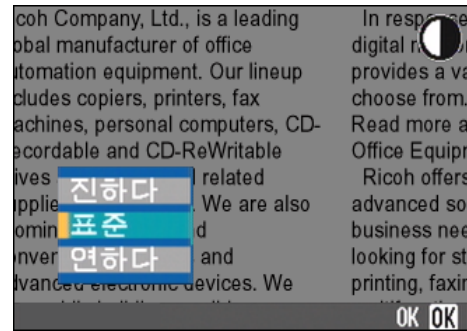 icoh Company, Ltd., is a leading
obal manufacturer of office
utomation equipment. Our lineup
cludes copiers, printers, fax
achines, personal computers, CD-
ecordable and CD-ReWritable
ives related
. We are also
and
devices. We
진하다
표준
연하다
In response
digital
provides a va
choose from.
Read more a
Office Equipr
Ricoh offers
advanced so
business nee
looking for st
printing, faxin
OK OK